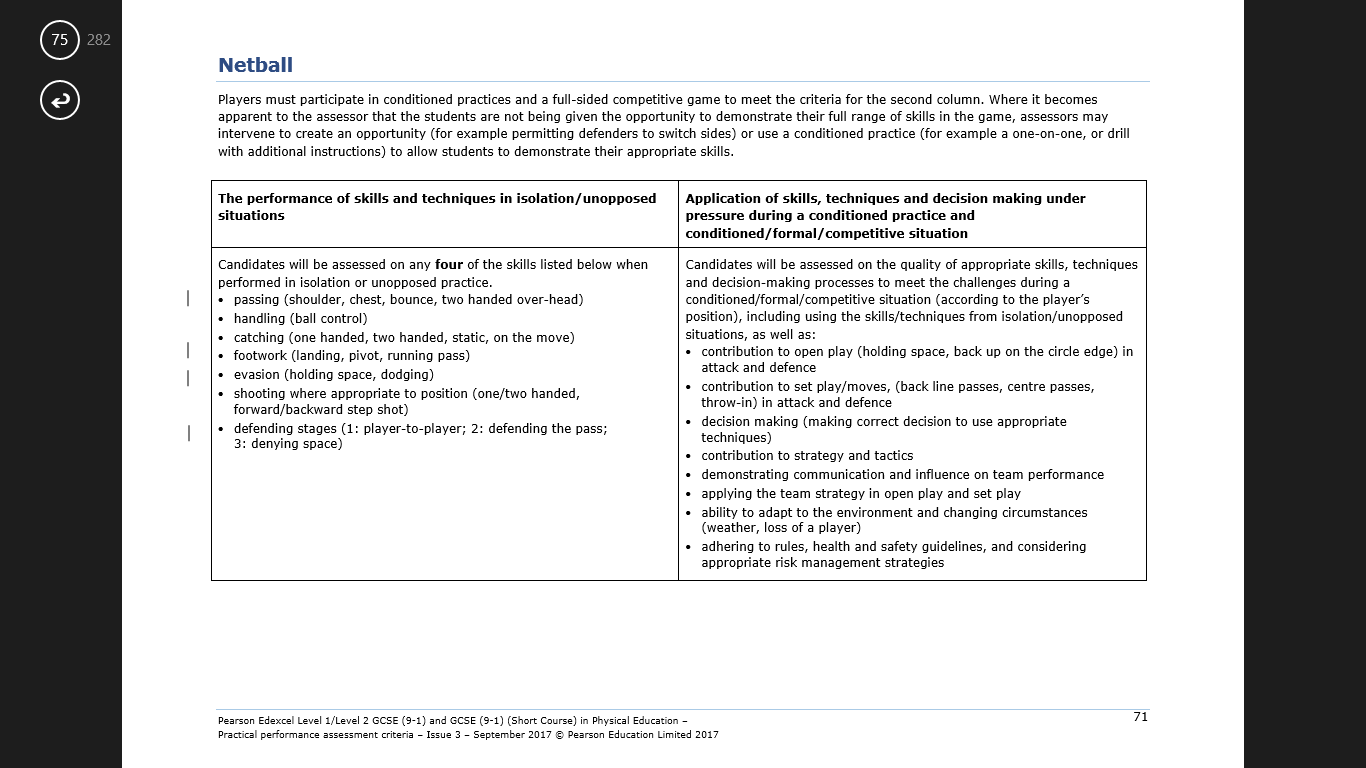 75 282
Netball
Players must participate in conditioned practices and a full-sided competitive game to meet the criteria for the second column. Where it becomes
apparent to the assessor that the students are not being given the opportunity to demonstrate their full range of skills in the game, assessors may
intervene to create an opportunity (for example permitting defenders to switch sides) or use a conditioned practice (for example a one-on-one, or drill
with additional instructions) to allow students to demonstrate their appropriate skills.
The performance of skills and techniques in isolation/unopposed
situations
Candidates will be assessed on any four of the skills listed below when
performed in isolation or unopposed practice.
• passing (shoulder, chest, bounce, two handed over-head)
• handling (ball control)
• catching (one handed, two handed, static, on the move)
• footwork (landing, pivot, running pass)
• evasion (holding space, dodging)
• shooting where appropriate to position (one/two handed,
forward/backward step shot)
• defending stages (1: player-to-player; 2: defending the pass;
3: denying space)
Application of skills, techniques and decision making under
pressure during a conditioned practice and
conditioned/formal/competitive situation
Candidates will be assessed on the quality of appropriate skills, techniques
and decision-making processes to meet the challenges during a
conditioned/formal/competitive situation (according to the player's
position), including using the skills/techniques from isolation/unopposed
situations, as well as:
• contribution to open play (holding space, back up on the circle edge) in
attack and defence
• contribution to set play/moves, (back line passes, centre passes,
throw-in) in attack and defence
• decision making (making correct decision to use appropriate
techniques)
• contribution to strategy and tactics
• demonstrating communication and influence on team performance
• applying the team strategy in open play and set play
• ability to adapt to the environment and changing circumstances
(weather, loss of a player)
• adhering to rules, health and safety guidelines, and considering
appropriate risk management strategies
Pearson Edexcel Level 1/Level 2 GCSE (9-1) and GCSE (9-1) (Short Course) in Physical Education –
Practical performance assessment criteria – Issue 3 – September 2017 © Pearson Education Limited 2017
71